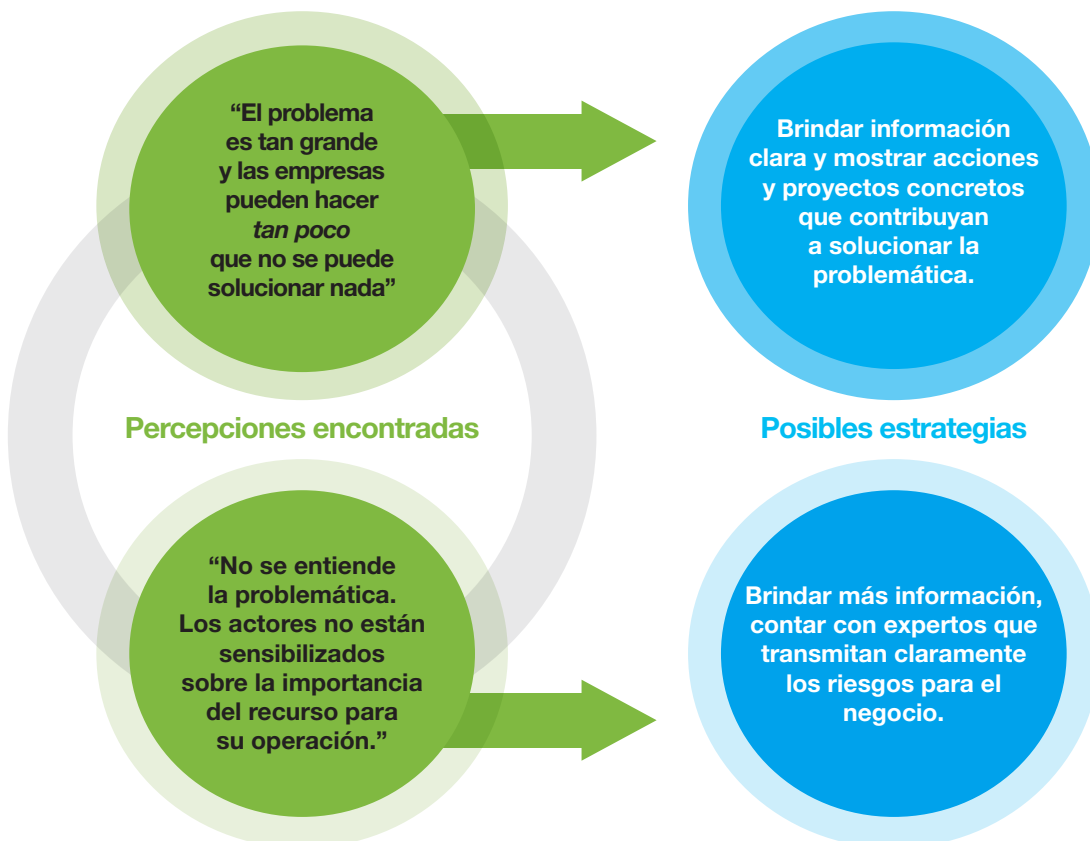 “El problema
es tan grande
y las empresas
pueden hacer
tan poco
que no se puede
solucionar nada”
Brindar información
clara y mostrar acciones
y proyectos concretos
que contribuyan
a solucionar la
problemática.
Percepciones encontradas
Posibles estrategias
“No se entiende
la problemática.
Los actores no están
sensibilizados
sobre la importancia
del recurso para
su operación.”
Brindar más información,
contar con expertos que
transmitan claramente
los riesgos para el
negocio.